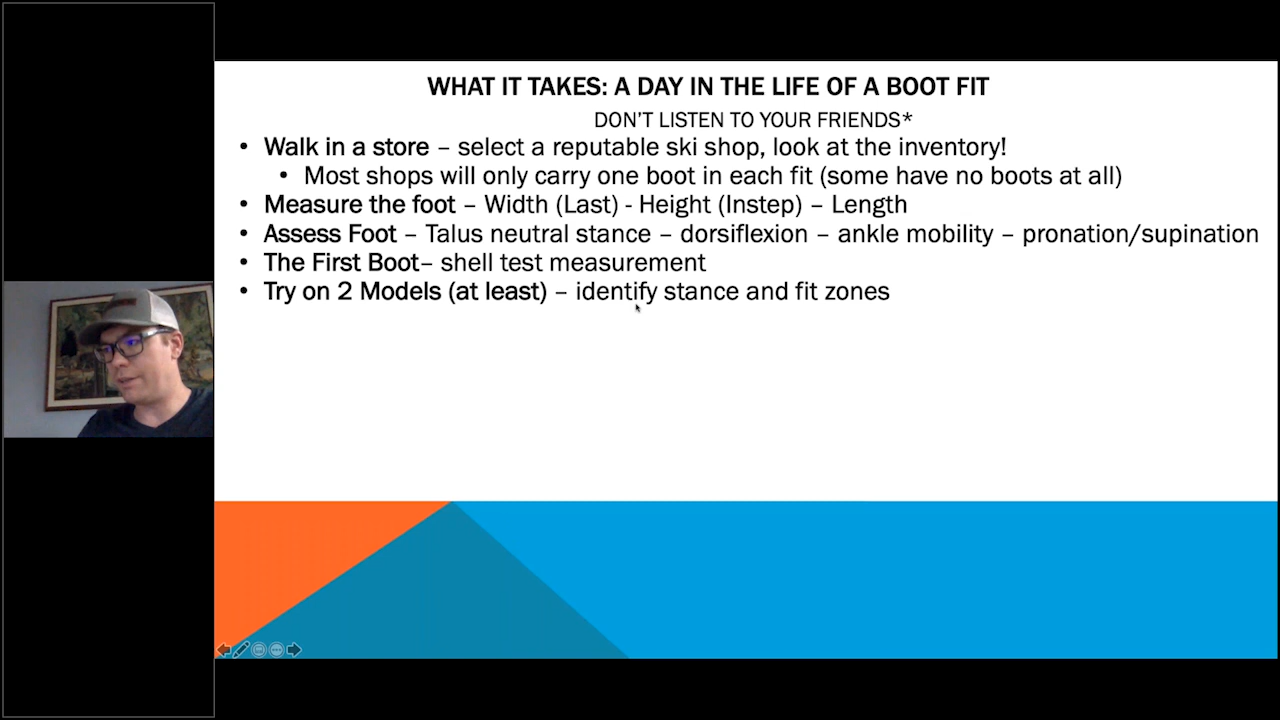 WHAT IT TAKES: A DAY IN THE LIFE OF A BOOT FIT
DON'T LISTEN TO YOUR FRIENDS*
• Walk in a store – select a reputable ski shop, look at the inventory!
• Most shops will only carry one boot in each fit (some have no boots at all)
• Measure the foot – Width (Last) - Height (Instep) – Length
• Assess Foot – Talus neutral stance – dorsiflexion – ankle mobility – pronation/supination
• The First Boot– shell test measurement
• Try on 2 Models (at least) – identify stance and fit zones